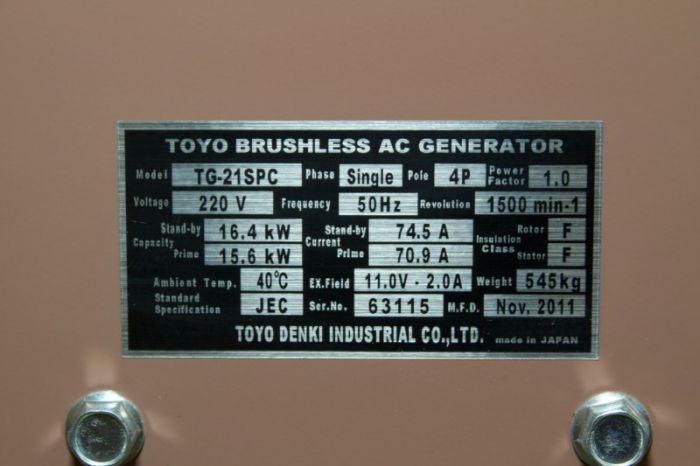 TOYO BRUSHLESS AC GENERATOR
Model TG-21SPC Phase Single Pole 4P Power Factor 1.0
Voltage 220 V Frequency 50Hz Revolution 1500 min-1
Capacity Stand-by 16.4 kW Current Stand-by 74.5 A Insulation Class Rotor F
Prime 15.6 kW Prime 70.9 A Stator F
Ambient Temp. 40℃ EX.Field 11.0V - 2.0A Weight 545kg
Standard Specification JEC Ser.No. 63115 M.F.D. Nov. 2011
TOYO DENKI INDUSTRIAL CO.,LTD. made in JAPAN